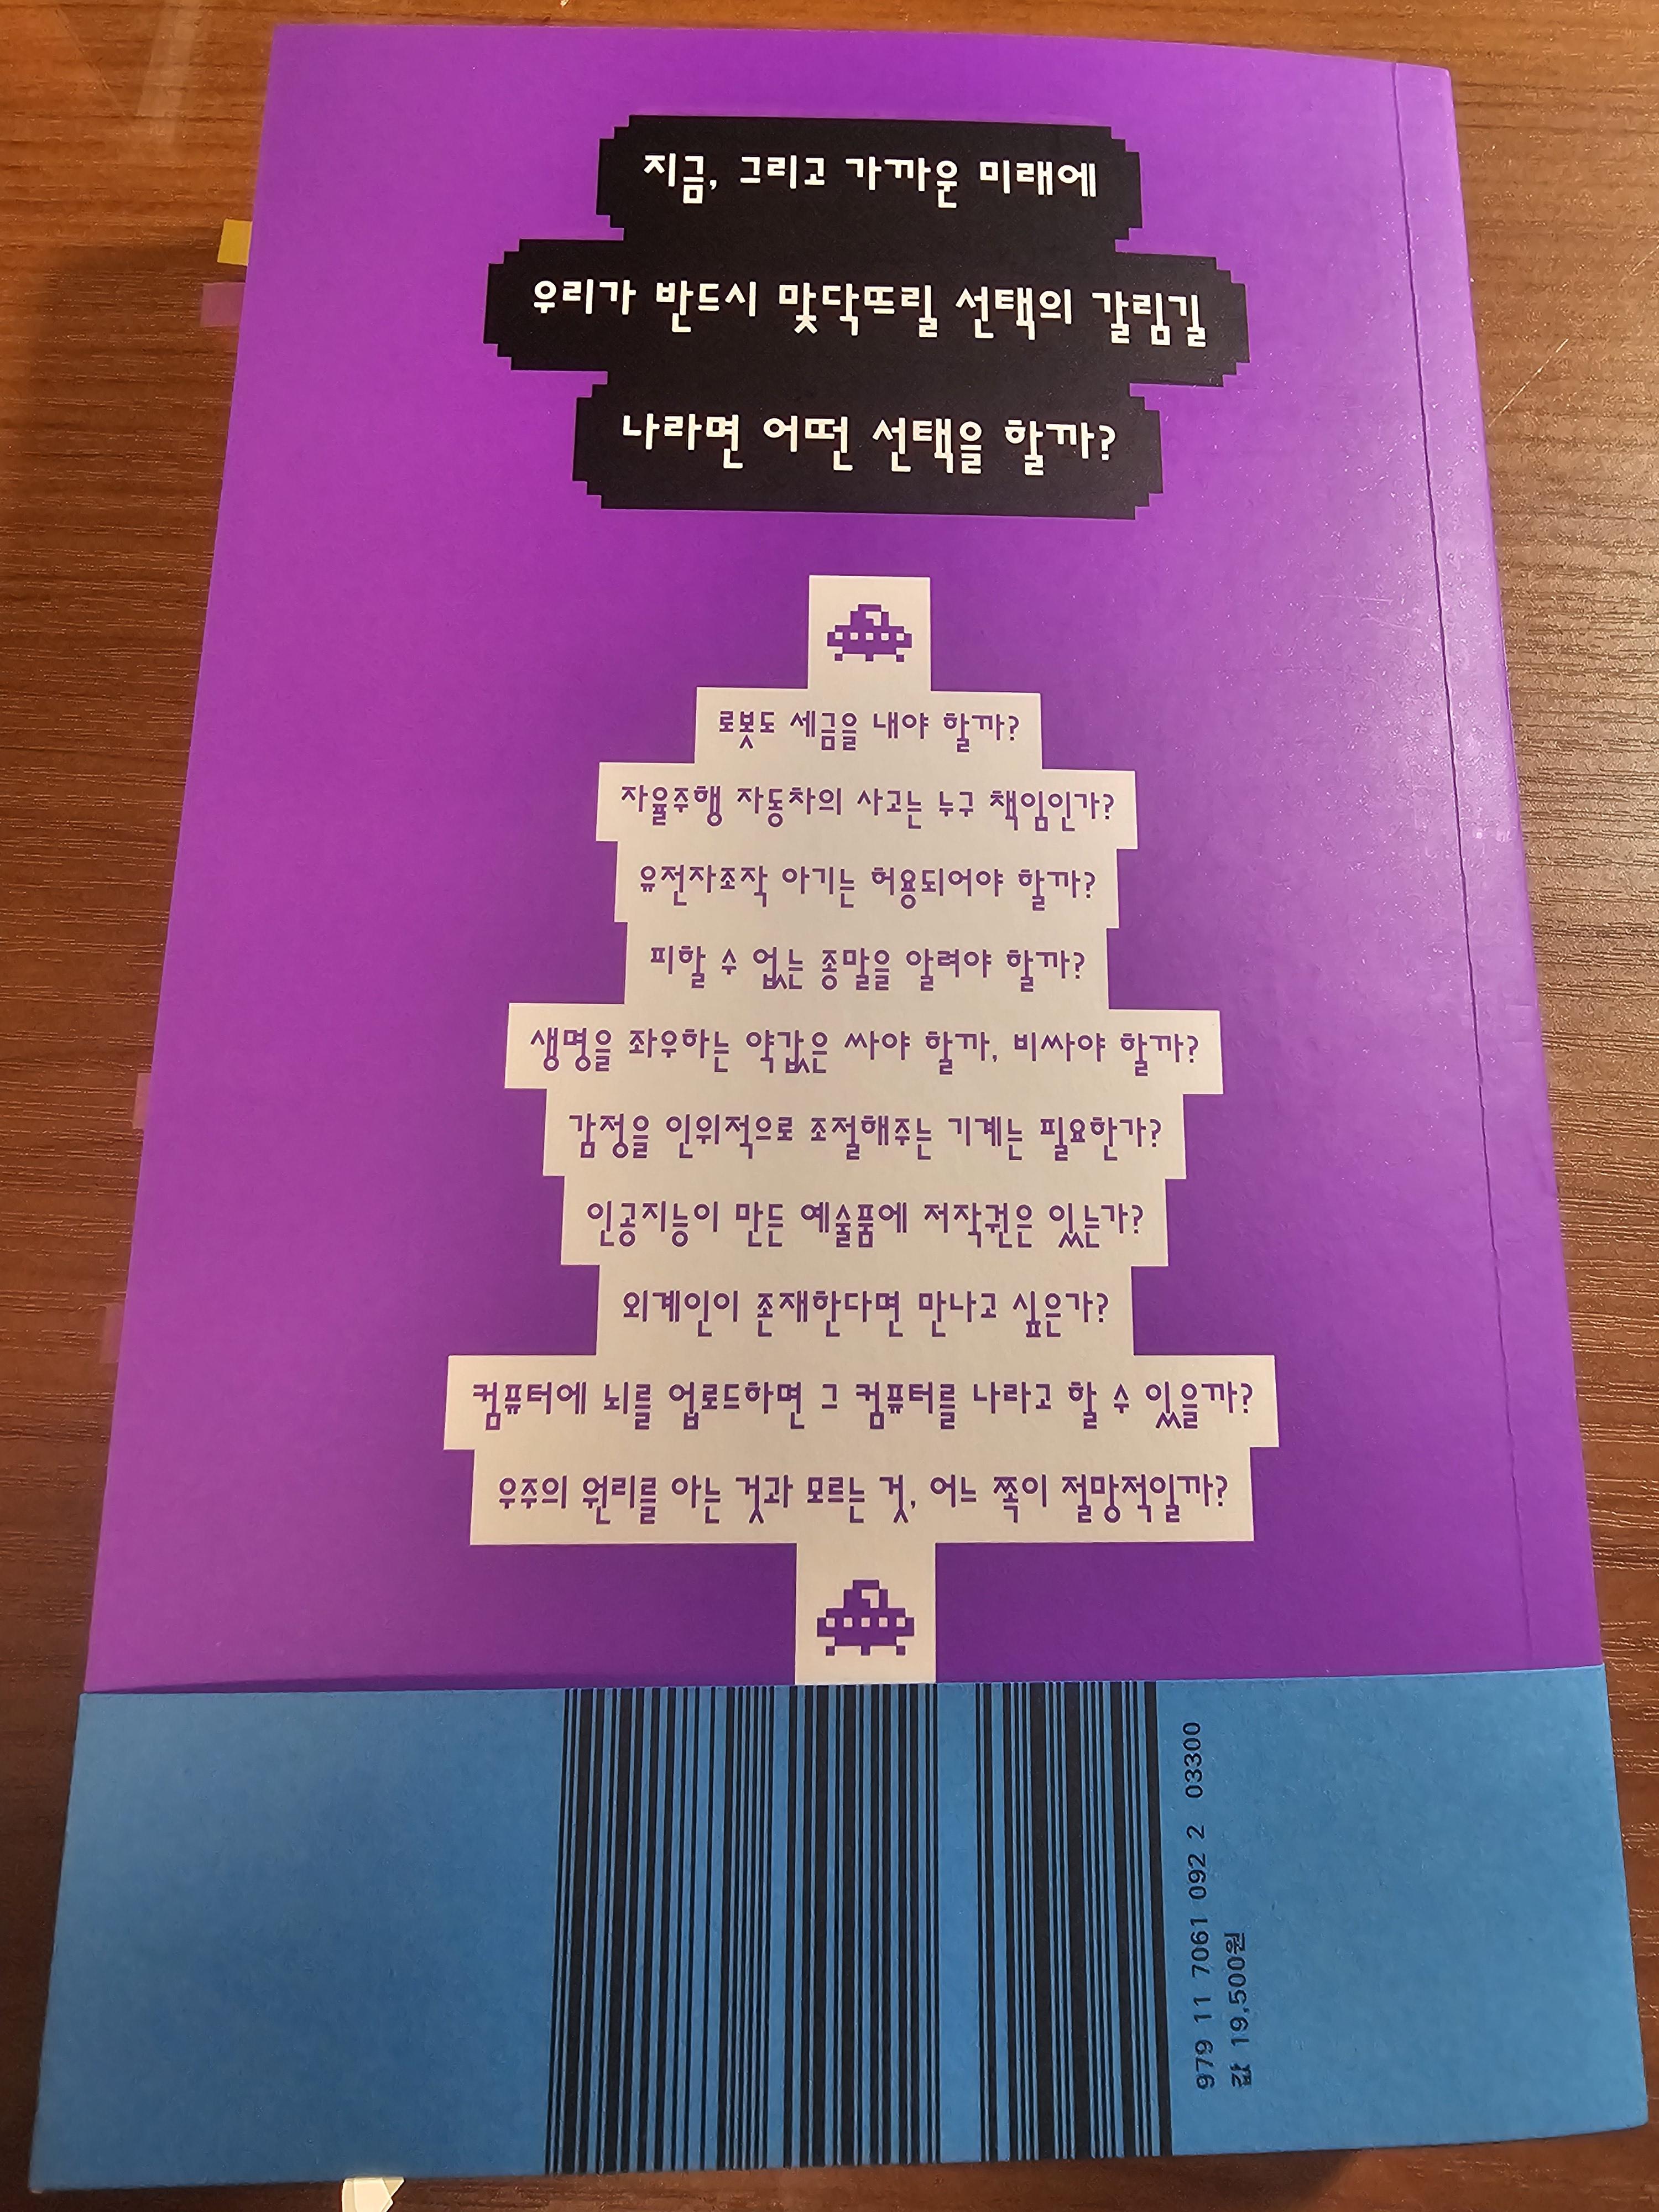 지금, 그리고 가까운 미래에
우리가 반드시 맞닥뜨릴 선택의 갈림길
나라면 어떤 선택을 할까?
로봇도 세금을 내야 할까?
자율주행 자동차의 사고는 누구 책임인가?
유전자조작 아기는 허용되어야 할까?
피할 수 없는 종말을 알려야 할까?
생명을 좌우하는 약값은 싸야 할까, 비싸야 할까?
감정을 인위적으로 조절해주는 기계는 필요한가?
인공지능이 만든 예술품에 저작권은 있는가?
외계인이 존재한다면 만나고 싶은가?
컴퓨터에 뇌를 업로드하면 그 컴퓨터를 나라고 할 수 있을까?
우주의 원리를 아는 것과 모르는 것, 어느 쪽이 절망적일까?
979 11 7061 092 2 03300
값 19,500원